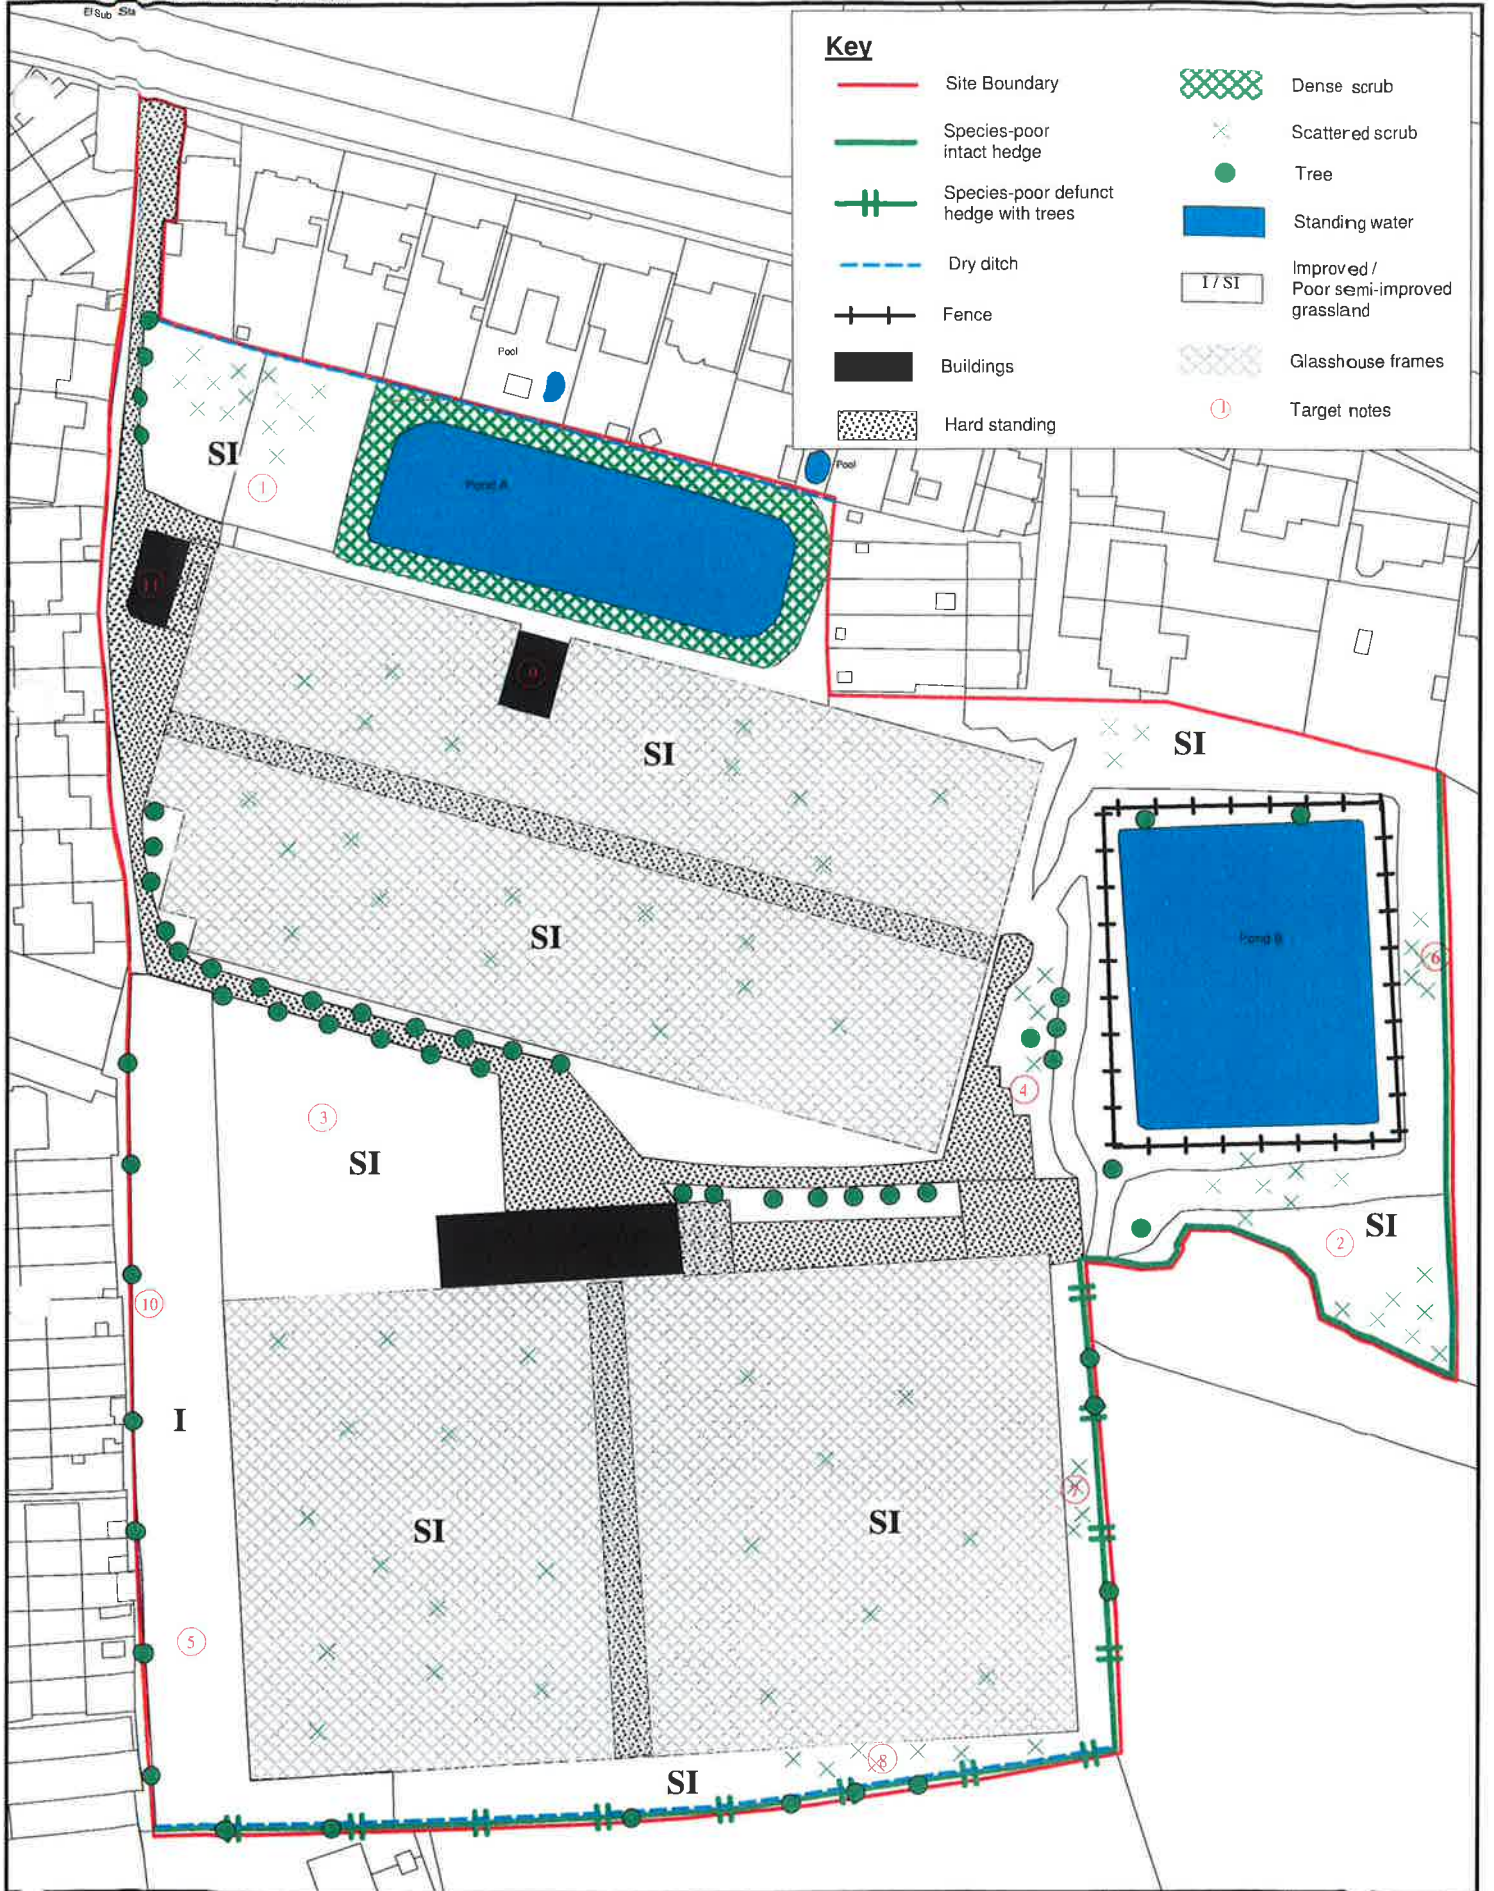 El Sub Sta
Key
Site Boundary
Species-poor
intact hedge
Species-poor defunct
hedge with trees
Dry ditch
Fence
Buildings
Hard standing
Dense scrub
Scattered scrub
Tree
Standing water
I / SI
Improved /
Poor semi-improved
grassland
Glasshouse frames
1
Target notes
Pool
Pool
SI
1
Pond A
11
9
SI
SI
SI
Pond B
6
4
3
SI
SI
2
10
I
SI
SI
7
5
8
SI